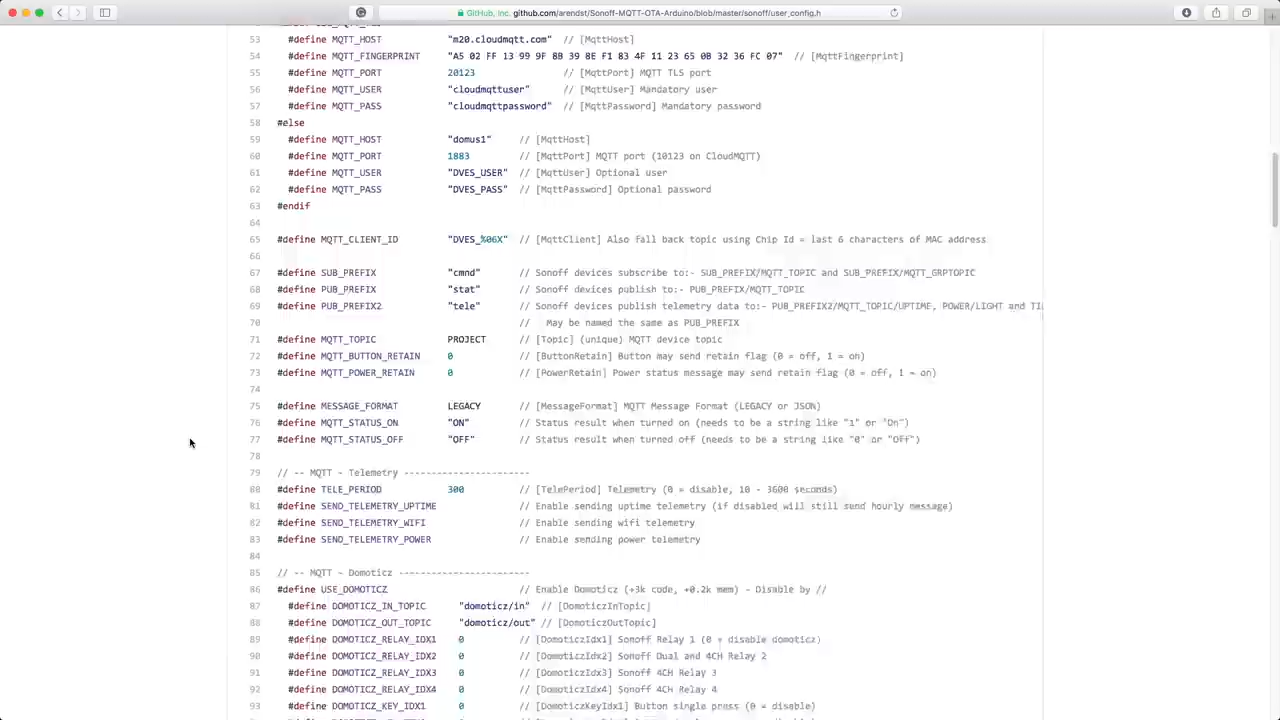 GitHub, Inc. github.com/arendst/Sonoff-MQTT-OTA-Arduino/blob/master/sonoff/user_config.h
53 #define MQTT_HOST "m20.cloudmqtt.com" // [MqttHost]
54 #define MQTT_FINGERPRINT "A5 02 FF 13 99 9F 8B 39 8E F1 83 4F 11 23 65 0B 32 36 FC 07" // [MqttFingerprint]
55 #define MQTT_PORT 20123 // [MqttPort] MQTT TLS port
56 #define MQTT_USER "cloudmqttuser" // [MqttUser] Mandatory user
57 #define MQTT_PASS "cloudmqttpassword" // [MqttPassword] Mandatory password
58 #else
59 #define MQTT_HOST "domus1" // [MqttHost]
60 #define MQTT_PORT 1883 // [MqttPort] MQTT port (10123 on CloudMQTT)
61 #define MQTT_USER "DVES_USER" // [MqttUser] Optional user
62 #define MQTT_PASS "DVES_PASS" // [MqttPassword] Optional password
63 #endif
64
65 #define MQTT_CLIENT_ID "DVES_%06X" // [MqttClient] Also fall back topic using Chip Id = last 6 characters of MAC address
66
67 #define SUB_PREFIX "cmnd" // Sonoff devices subscribe to:- SUB_PREFIX/MQTT_TOPIC and SUB_PREFIX/MQTT_GRPTOPIC
68 #define PUB_PREFIX "stat" // Sonoff devices publish to:- PUB_PREFIX/MQTT_TOPIC
69 #define PUB_PREFIX2 "tele" // Sonoff devices publish telemetry data to:- PUB_PREFIX2/MQTT_TOPIC/UPTIME, POWER/LIGHT and TI
70 // May be named the same as PUB_PREFIX
71 #define MQTT_TOPIC PROJECT // [Topic] (unique) MQTT device topic
72 #define MQTT_BUTTON_RETAIN 0 // [ButtonRetain] Button may send retain flag (0 = off, 1 = on)
73 #define MQTT_POWER_RETAIN 0 // [PowerRetain] Power status message may send retain flag (0 = off, 1 = on)
74
75 #define MESSAGE_FORMAT LEGACY // [MessageFormat] MQTT Message Format (LEGACY or JSON)
76 #define MQTT_STATUS_ON "ON" // Status result when turned on (needs to be a string like "1" or "On")
77 #define MQTT_STATUS_OFF "OFF" // Status result when turned off (needs to be a string like "0" or "Off")
78
79 // -- MQTT - Telemetry -----------------------
80 #define TELE_PERIOD 300 // [TelePeriod] Telemetry (0 = disable, 10 - 3600 seconds)
81 #define SEND_TELEMETRY_UPTIME // Enable sending uptime telemetry (if disabled will still send hourly message)
82 #define SEND_TELEMETRY_WIFI // Enable sending wifi telemetry
83 #define SEND_TELEMETRY_POWER // Enable sending power telemetry
84
85 // -- MQTT - Domoticz ------------------------
86 #define USE_DOMOTICZ // Enable Domoticz (+3k code, +0.2k mem) - Disable by //
87 #define DOMOTICZ_IN_TOPIC "domoticz/in" // [DomoticzInTopic]
88 #define DOMOTICZ_OUT_TOPIC "domoticz/out" // [DomoticzOutTopic]
89 #define DOMOTICZ_RELAY_IDX1 0 // [DomoticzIdx1] Sonoff Relay 1 (0 = disable domoticz)
90 #define DOMOTICZ_RELAY_IDX2 0 // [DomoticzIdx2] Sonoff Dual and 4CH Relay 2
91 #define DOMOTICZ_RELAY_IDX3 0 // [DomoticzIdx3] Sonoff 4CH Relay 3
92 #define DOMOTICZ_RELAY_IDX4 0 // [DomoticzIdx4] Sonoff 4CH Relay 4
93 #define DOMOTICZ_KEY_IDX1 0 // [DomoticzKeyIdx1] Button single press (0 = disable)